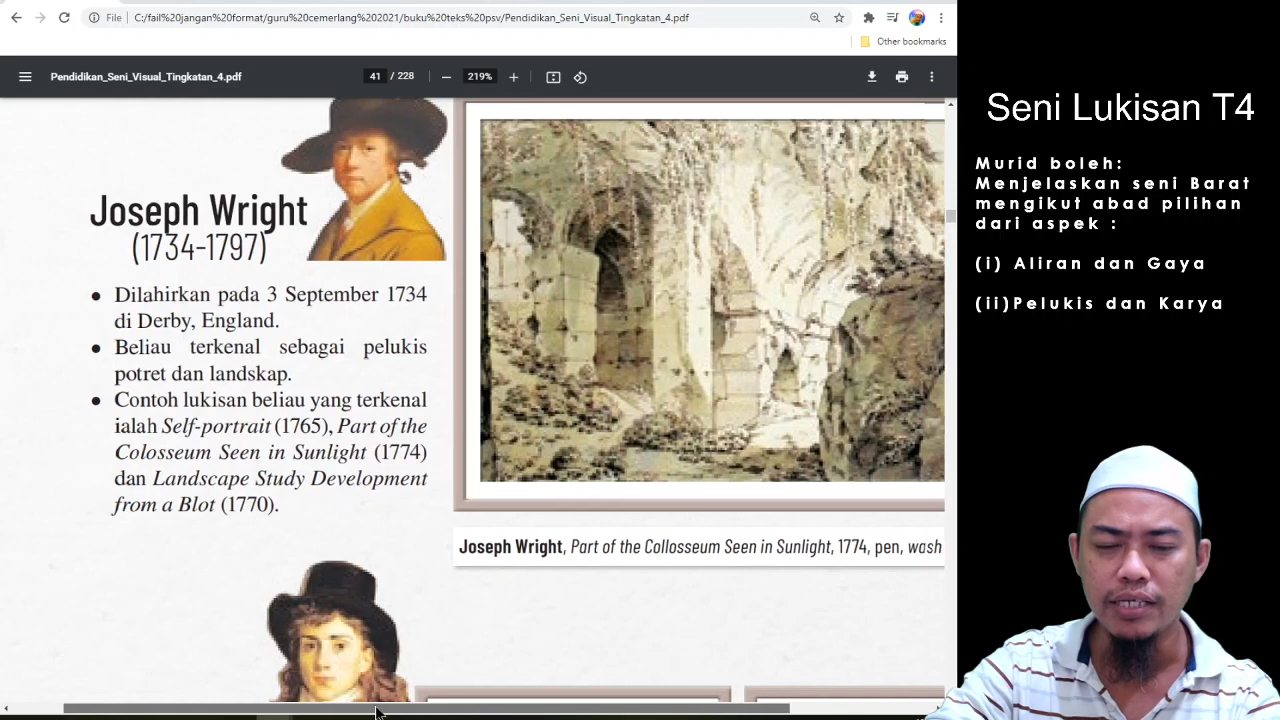 File | C:/fail%20jangan%20format/guru%20cemerlang%202021/buku%20teks%20psv/Pendidikan_Seni_Visual_Tingkatan_4.pdf
Other bookmarks
Pendidikan_Seni_Visual_Tingkatan_4.pdf
41 / 228
219%
Joseph Wright
(1734-1797)
• Dilahirkan pada 3 September 1734
di Derby, England.
• Beliau terkenal sebagai pelukis
potret dan landskap.
• Contoh lukisan beliau yang terkenal
ialah Self-portrait (1765), Part of the
Colosseum Seen in Sunlight (1774)
dan Landscape Study Development
from a Blot (1770).
Joseph Wright, Part of the Collosseum Seen in Sunlight, 1774, pen, wash
Seni Lukisan T4
Murid boleh:
Menjelaskan seni Barat
mengikut abad pilihan
dari aspek :
(i) Aliran dan Gaya
(ii)Pelukis dan Karya